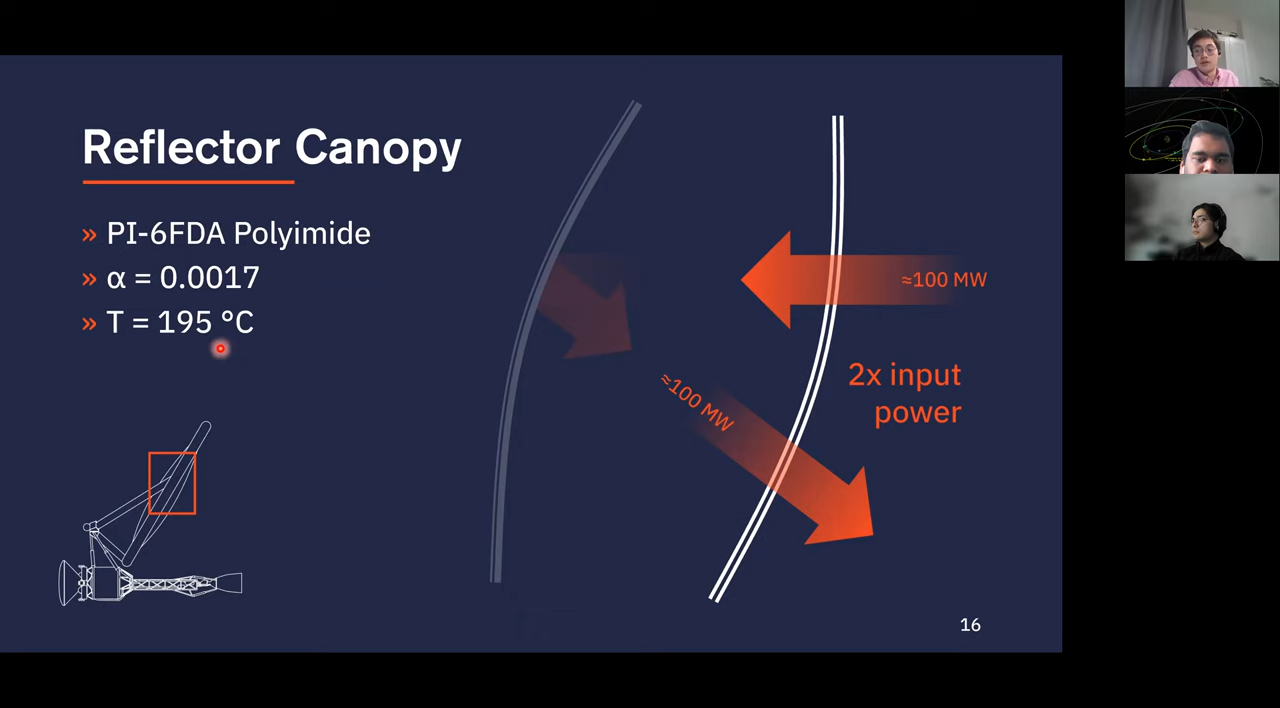 Reflector Canopy
» PI-6FDA Polyimide
» α = 0.0017
» T = 195 °C
≈100 MW
2x input
power
≈100 MW
16